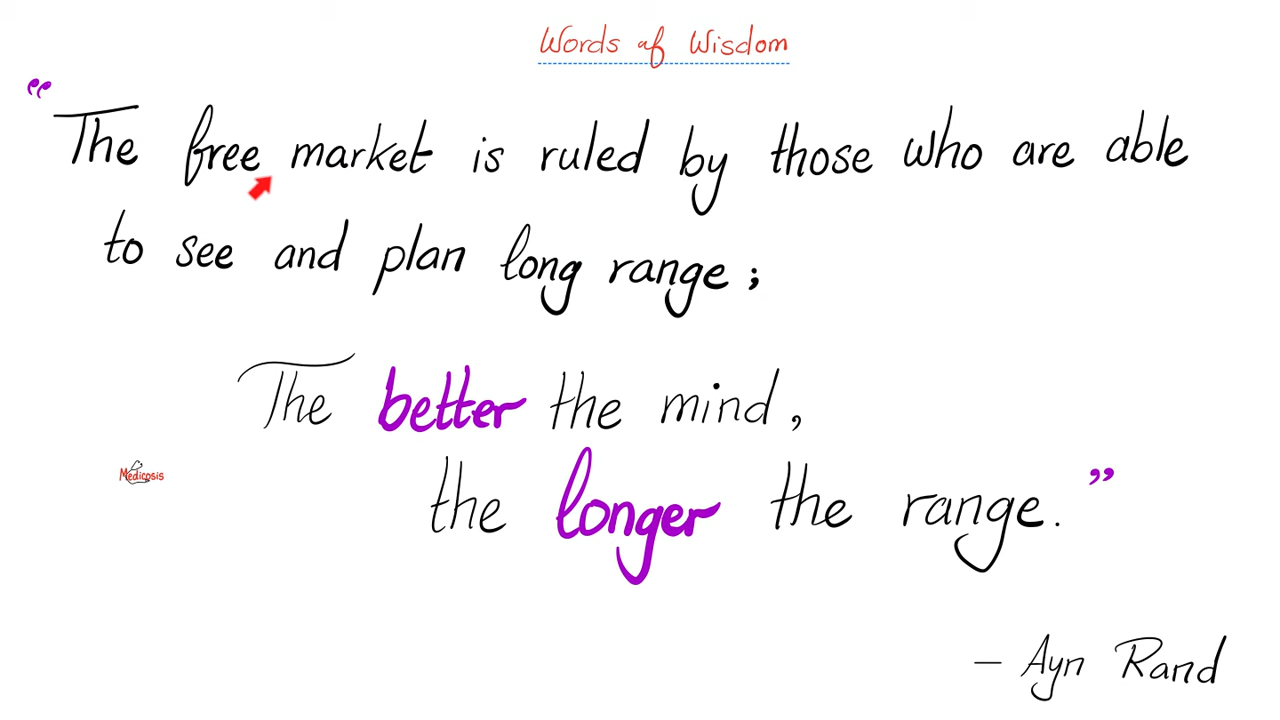 Words of Wisdom
“
The free market is ruled by those who are able
to see and plan long range;
The better the mind,
the longer the range.”
Medicosis
– Ayn Rand